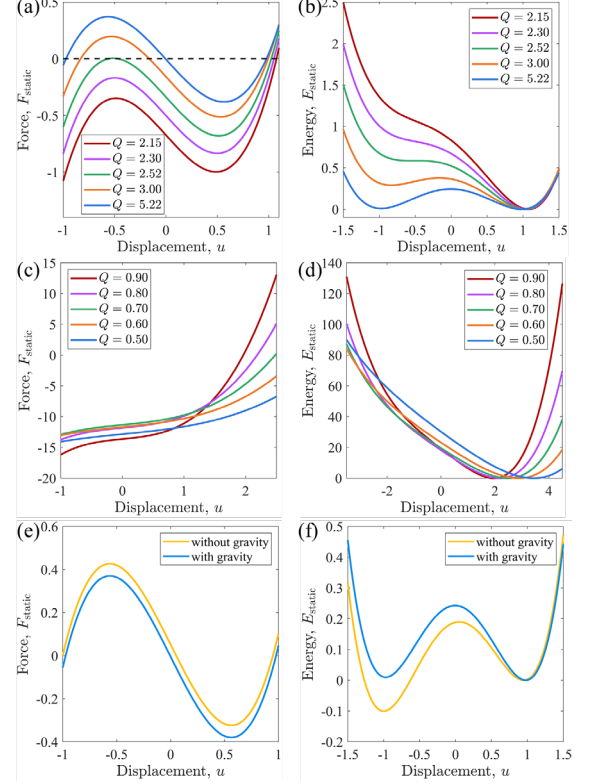 (a)
0.5
0
-0.5
-1
Force, F_static
Q = 2.15
Q = 2.30
Q = 2.52
Q = 3.00
Q = 5.22
-1 -0.5 0 0.5 1
Displacement, u
(b)
2.5
2
1.5
1
0.5
0
Energy, E_static
Q = 2.15
Q = 2.30
Q = 2.52
Q = 3.00
Q = 5.22
-1.5 -1 -0.5 0 0.5 1 1.5
Displacement, u
(c)
15
10
5
0
-5
-10
-15
-20
Force, F_static
Q = 0.90
Q = 0.80
Q = 0.70
Q = 0.60
Q = 0.50
-1 0 1 2
Displacement, u
(d)
140
120
100
80
60
40
20
0
Energy, E_static
Q = 0.90
Q = 0.80
Q = 0.70
Q = 0.60
Q = 0.50
-2 0 2 4
Displacement, u
(e)
0.6
0.4
0.2
0
-0.2
-0.4
Force, F_static
without gravity
with gravity
-1 -0.5 0 0.5 1
Displacement, u
(f)
0.5
0.4
0.3
0.2
0.1
0
-0.1
-0.2
Energy, E_static
without gravity
with gravity
-1.5 -1 -0.5 0 0.5 1 1.5
Displacement, u